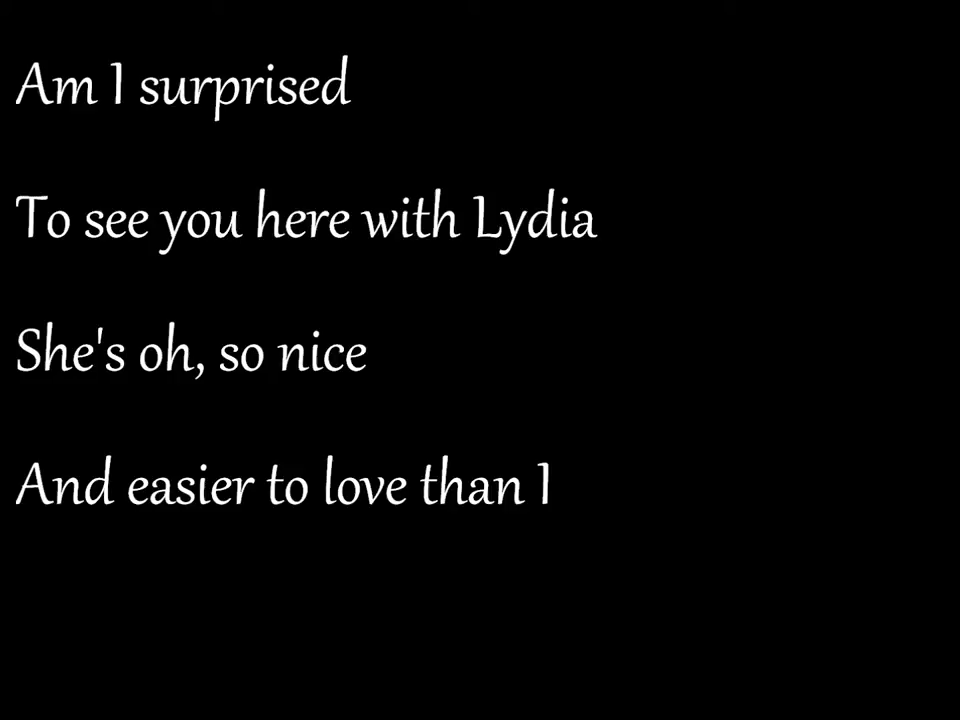 Am I surprised
To see you here with Lydia
She's oh, so nice
And easier to love than I